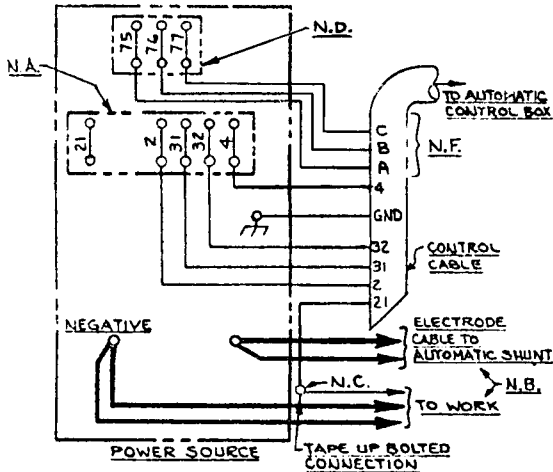 N.D.
75 76 77
N.A.
TO AUTOMATIC
CONTROL BOX
21 2 31 32 4
C
B
A
N.F.
4
GND
32
31
2
21
CONTROL
CABLE
NEGATIVE
ELECTRODE
CABLE TO
AUTOMATIC SHUNT
N.C.
N.B.
TO WORK
POWER SOURCE
TAPE UP BOLTED
CONNECTION